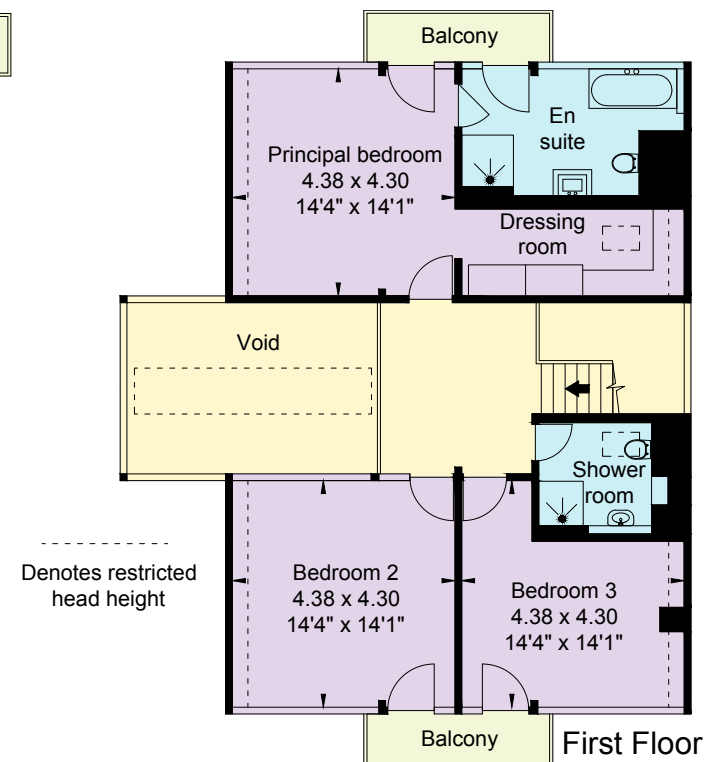 Balcony
En
suite
Principal bedroom
4.38 x 4.30
14'4" x 14'1"
Dressing
room
Void
Shower
room
Denotes restricted
head height
Bedroom 2
4.38 x 4.30
14'4" x 14'1"
Bedroom 3
4.38 x 4.30
14'4" x 14'1"
Balcony
First Floor